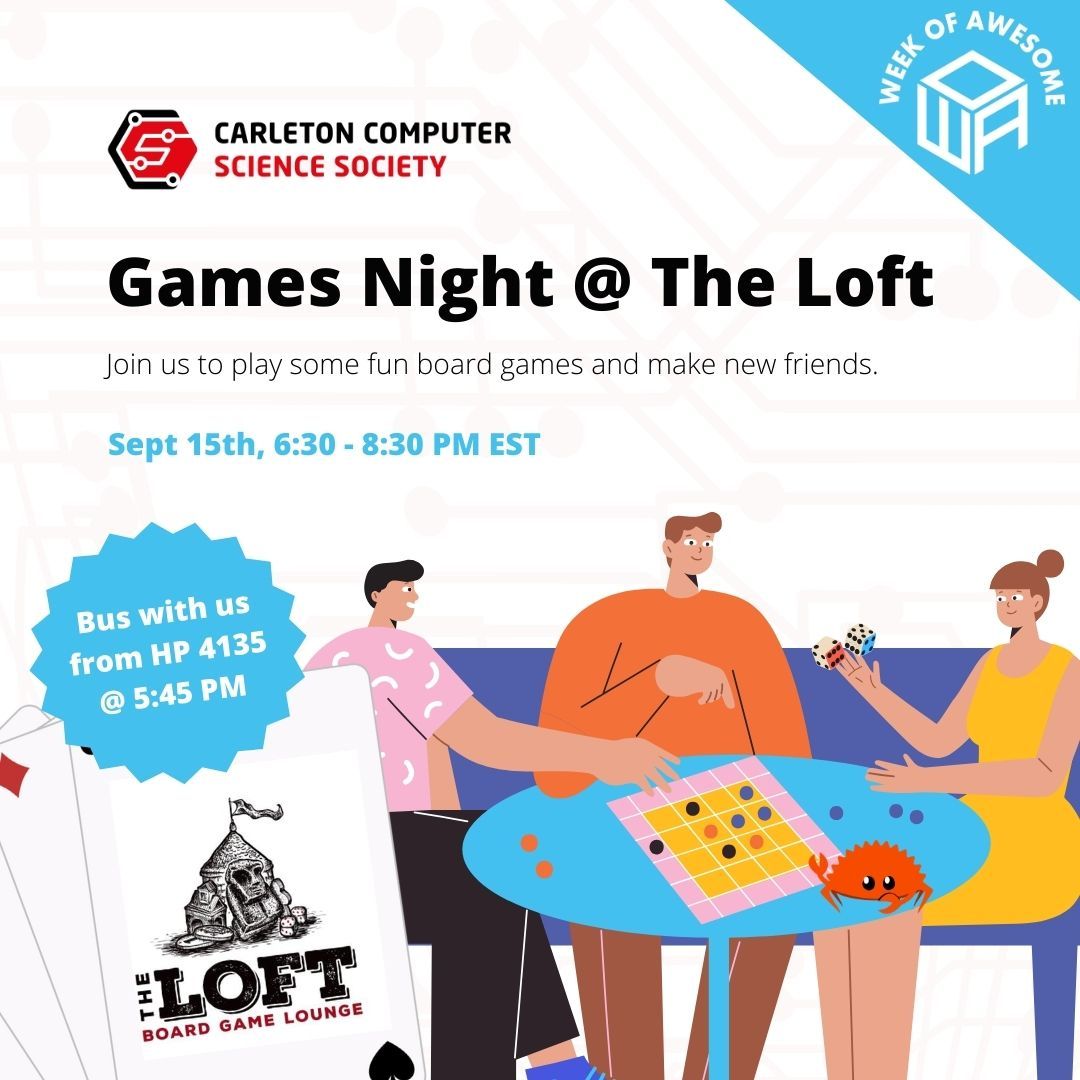 WEEK OF AWESOME
WOA
CARLETON COMPUTER
SCIENCE SOCIETY
Games Night @ The Loft
Join us to play some fun board games and make new friends.
Sept 15th, 6:30 - 8:30 PM EST
Bus with us
from HP 4135
@ 5:45 PM
THE LOFT
BOARD GAME LOUNGE